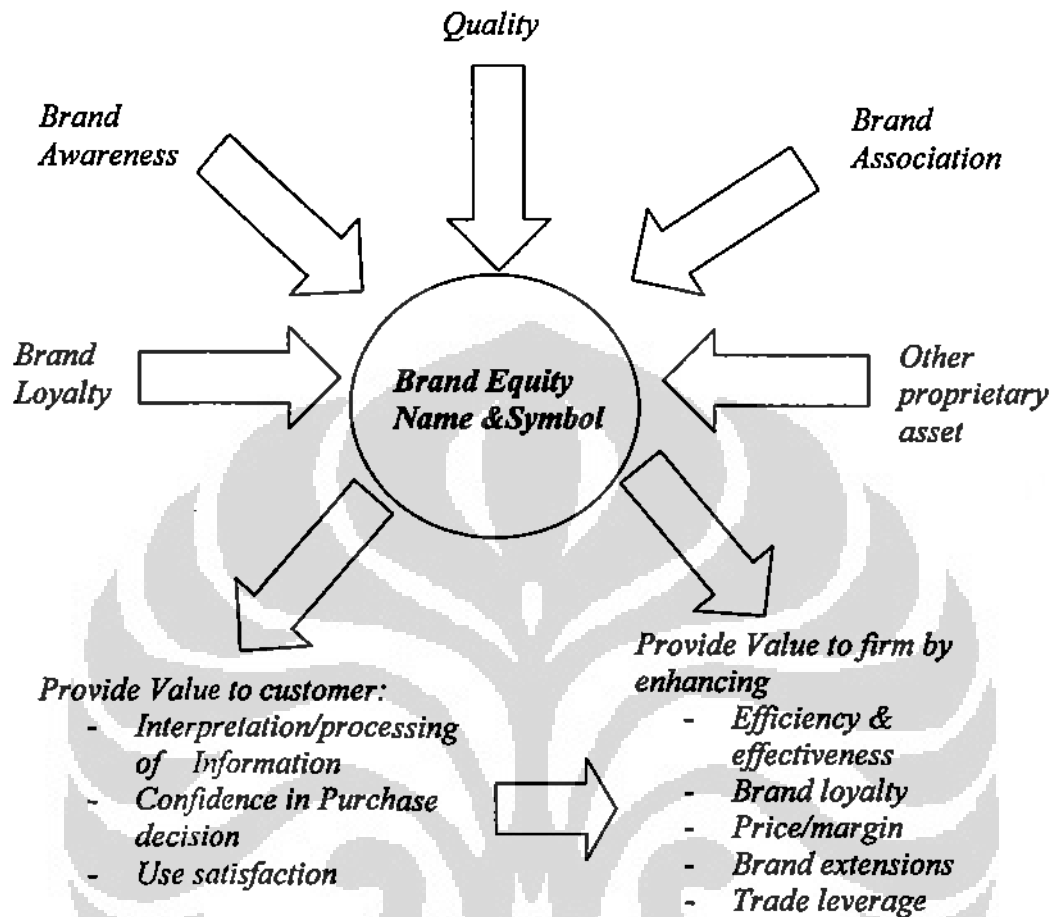 Quality
Brand
Awareness
Brand
Association
Brand
Loyalty
Brand Equity
Name &Symbol
Other
proprietary
asset
Provide Value to customer:
- Interpretation/processing
of Information
- Confidence in Purchase
decision
- Use satisfaction
Provide Value to firm by
enhancing
- Efficiency &
effectiveness
- Brand loyalty
- Price/margin
- Brand extensions
- Trade leverage